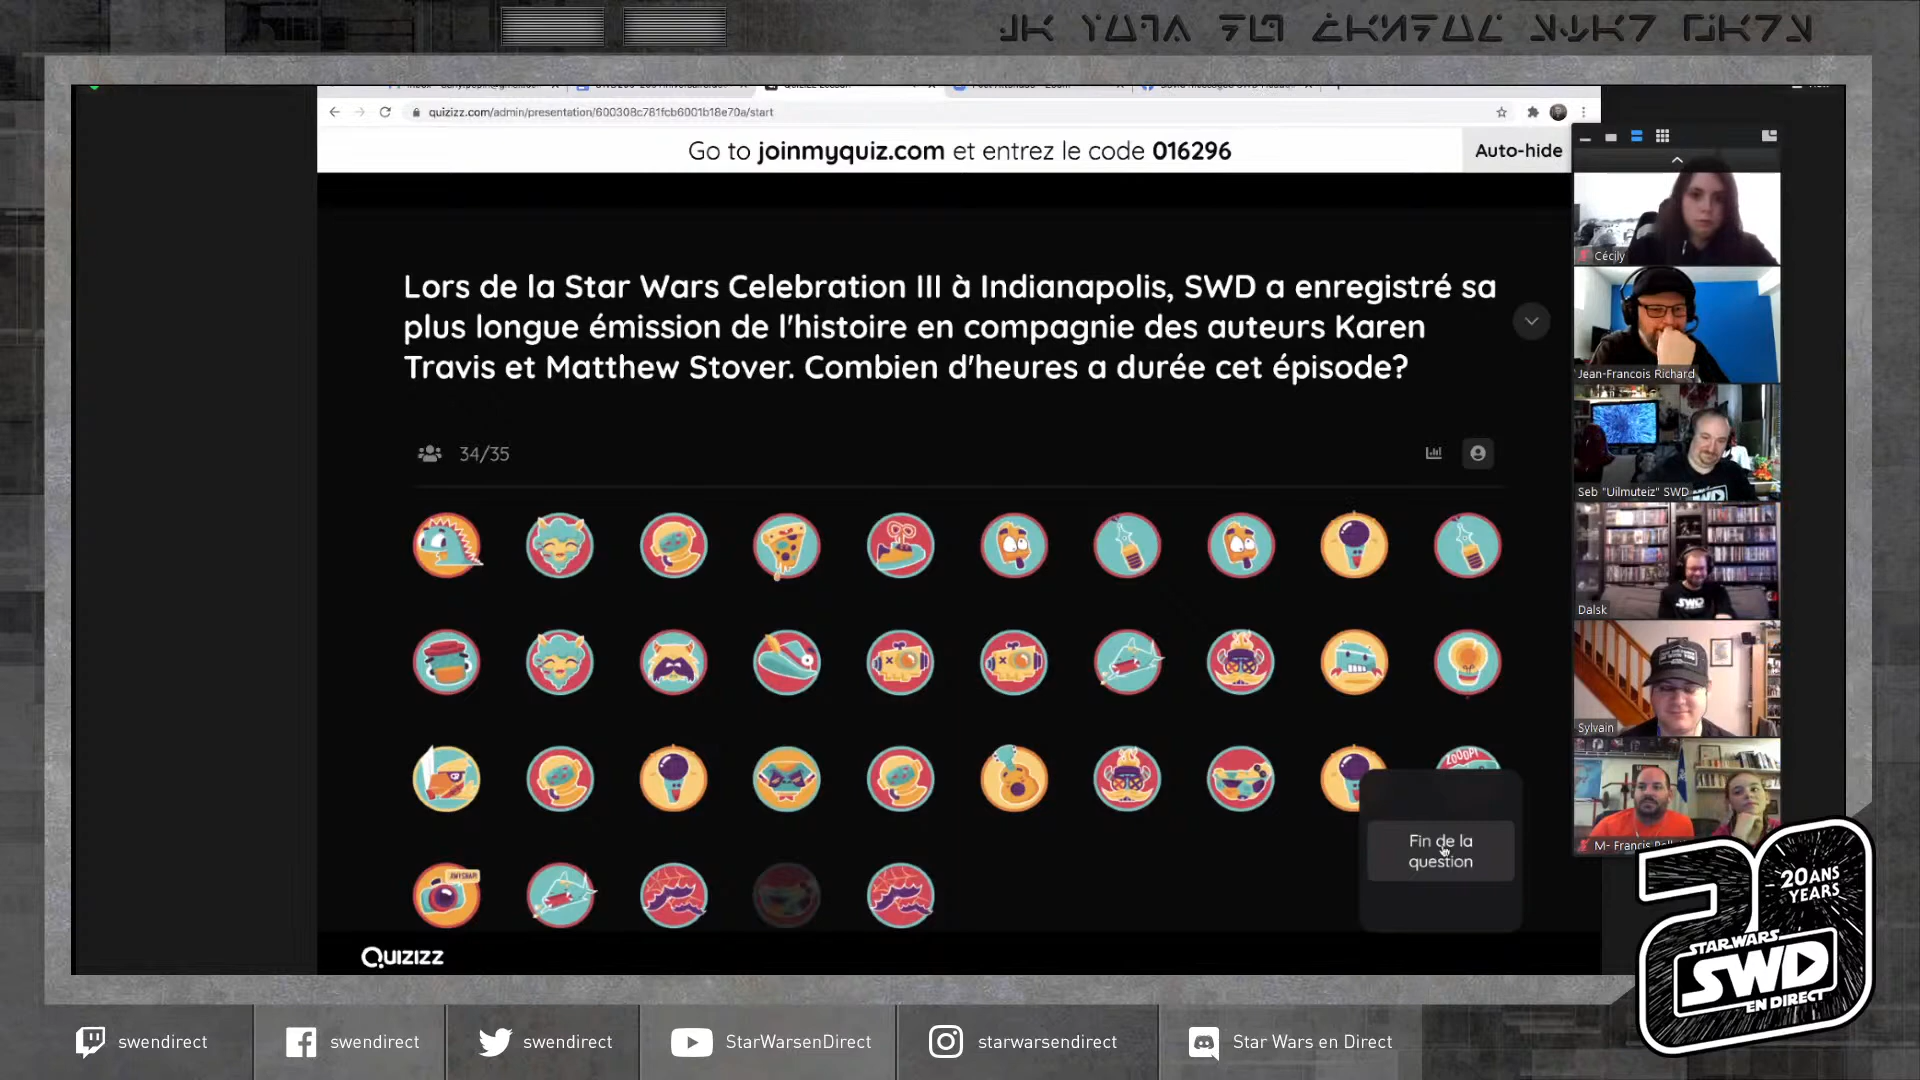 quizizz.com/admin/presentation/600308c781fcb6001b18e70a/start
Go to joinmyquiz.com et entrez le code 016296
Auto-hide
Lors de la Star Wars Celebration III à Indianapolis, SWD a enregistré sa
plus longue émission de l'histoire en compagnie des auteurs Karen
Travis et Matthew Stover. Combien d'heures a durée cet épisode?
34/35
ZOOOP!
Fin de la
question
Quizizz
Cécily
Jean-Francois Richard
Seb "Uilmuteiz" SWD
SWD
Dalsk
Sylvain
M- Francis
20 ANS
YEARS
STAR WARS
SWD
EN DIRECT
swendirect
swendirect
swendirect
StarWarsenDirect
starwarsendirect
Star Wars en Direct